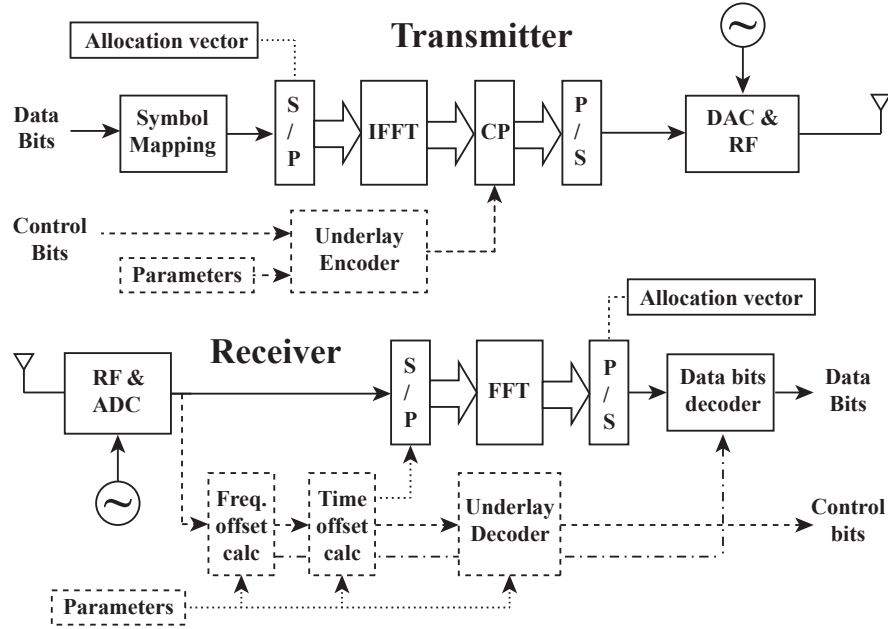 Allocation vector
Transmitter
Data
Bits
Symbol
Mapping
S
/
P
IFFT
CP
P
/
S
DAC &
RF
Control
Bits
Underlay
Encoder
Parameters
Allocation vector
Receiver
RF &
ADC
S
/
P
FFT
P
/
S
Data bits
decoder
Data
Bits
Freq.
offset
calc
Time
offset
calc
Underlay
Decoder
Control
bits
Parameters